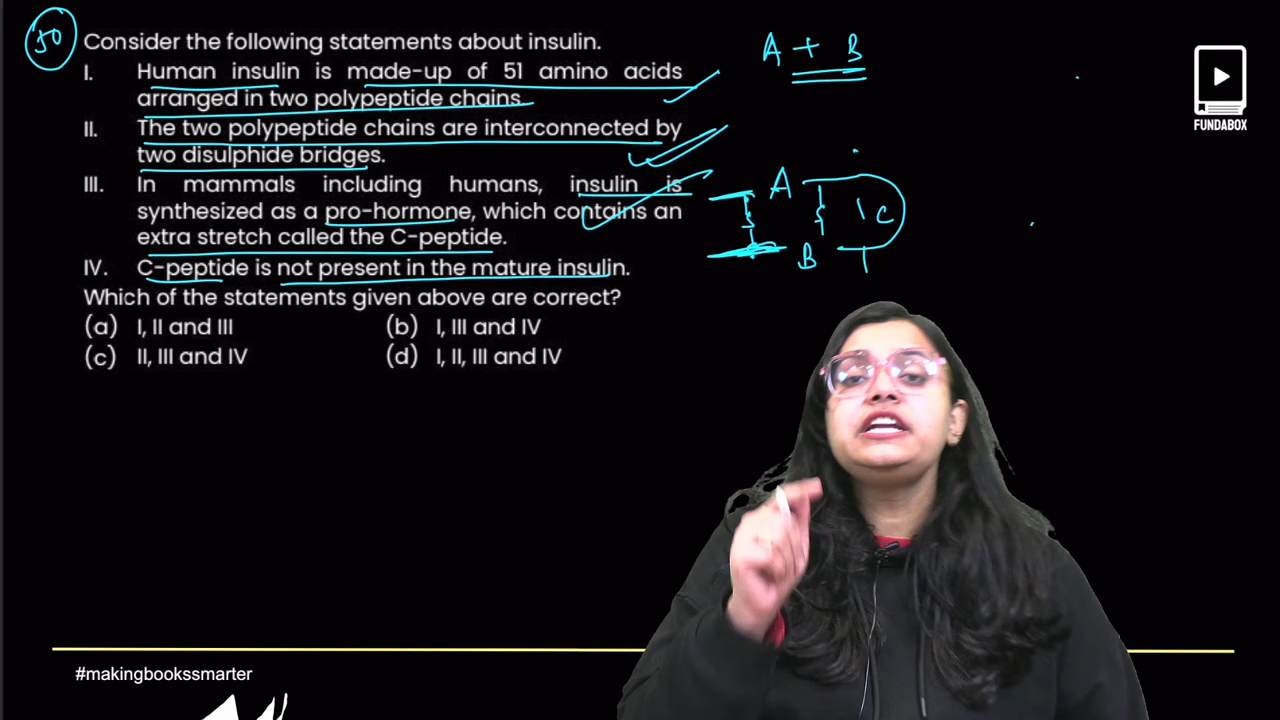 50
Consider the following statements about insulin.
A + B
I. Human insulin is made-up of 51 amino acids
arranged in two polypeptide chains.
II. The two polypeptide chains are interconnected by
two disulphide bridges.
III. In mammals including humans, insulin is
synthesized as a pro-hormone, which contains an
extra stretch called the C-peptide.
IV. C-peptide is not present in the mature insulin.
Which of the statements given above are correct?
(a) I, II and III (b) I, III and IV
(c) II, III and IV (d) I, II, III and IV
A
C
B
FUNDABOX
#makingbookssmarter